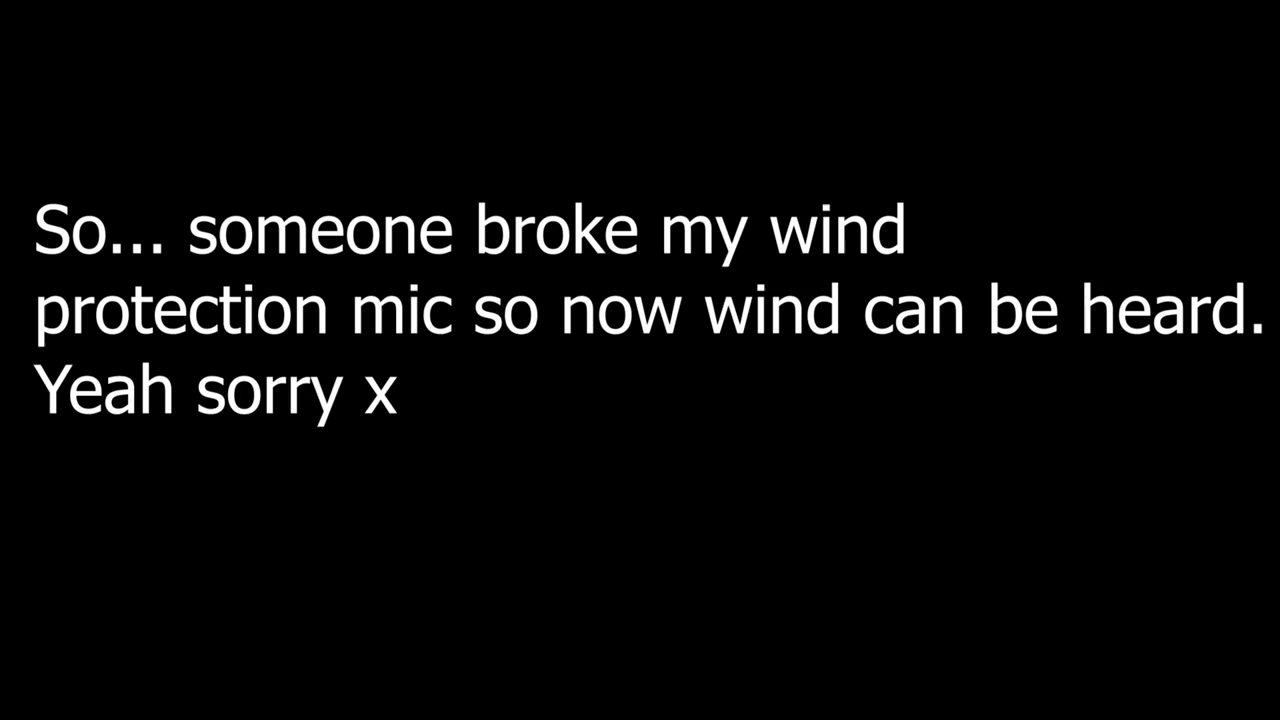 So... someone broke my wind
protection mic so now wind can be heard.
Yeah sorry x